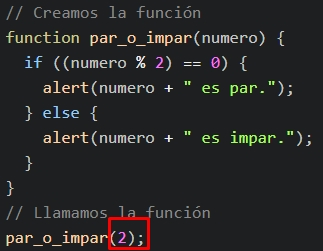 // Creamos la función
function par_o_impar(numero) {
  if ((numero % 2) == 0) {
    alert(numero + " es par.");
  } else {
    alert(numero + " es impar.");
  }
}
// Llamamos la función
par_o_impar(2);